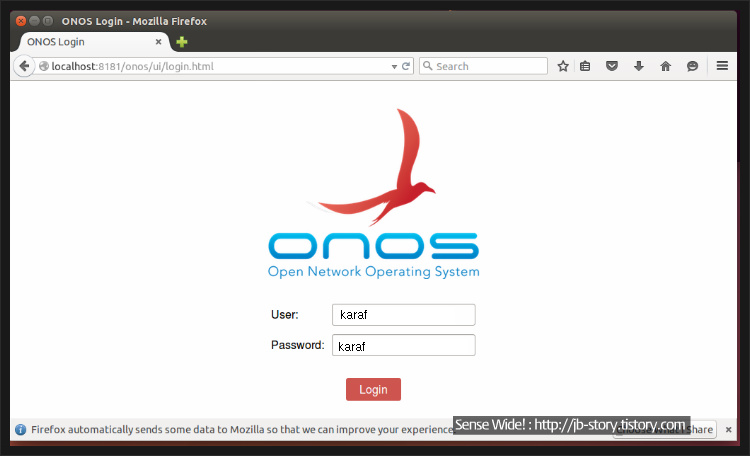 ONOS Login - Mozilla Firefox
ONOS Login
localhost:8181/onos/ui/login.html
Search
onos
Open Network Operating System
User:
karaf
Password:
karaf
Login
Firefox automatically sends some data to Mozilla so that we can improve your experience
Sense Wide! : http://jb-story.tistory.com
Choose What I Share